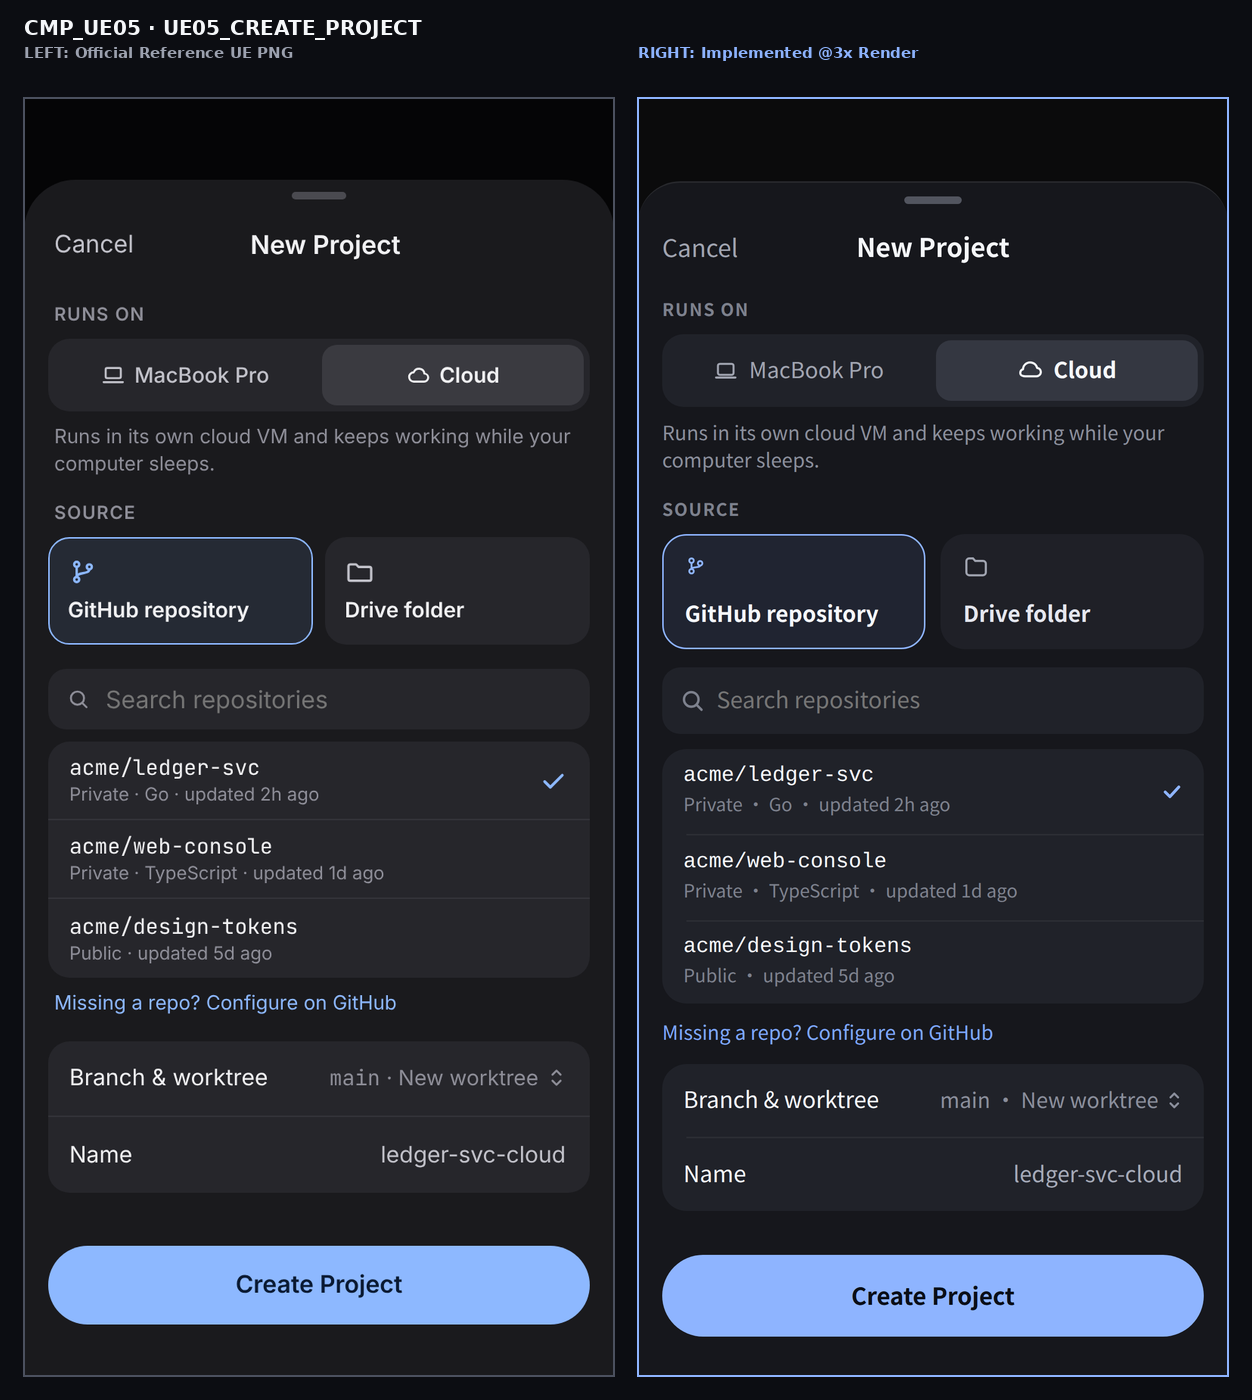 CMP_UE05 · UE05_CREATE_PROJECT
LEFT: Official Reference UE PNG
Cancel
New Project
RUNS ON
MacBook Pro
Cloud
Runs in its own cloud VM and keeps working while your
computer sleeps.
SOURCE
GitHub repository
Drive folder
Search repositories
acme/ledger-svc
Private · Go · updated 2h ago
acme/web-console
Private · TypeScript · updated 1d ago
acme/design-tokens
Public · updated 5d ago
Missing a repo? Configure on GitHub
Branch & worktree
main · New worktree
Name
ledger-svc-cloud
Create Project
RIGHT: Implemented @3x Render
Cancel
New Project
RUNS ON
MacBook Pro
Cloud
Runs in its own cloud VM and keeps working while your
computer sleeps.
SOURCE
GitHub repository
Drive folder
Search repositories
acme/ledger-svc
Private • Go • updated 2h ago
acme/web-console
Private • TypeScript • updated 1d ago
acme/design-tokens
Public • updated 5d ago
Missing a repo? Configure on GitHub
Branch & worktree
main • New worktree
Name
ledger-svc-cloud
Create Project